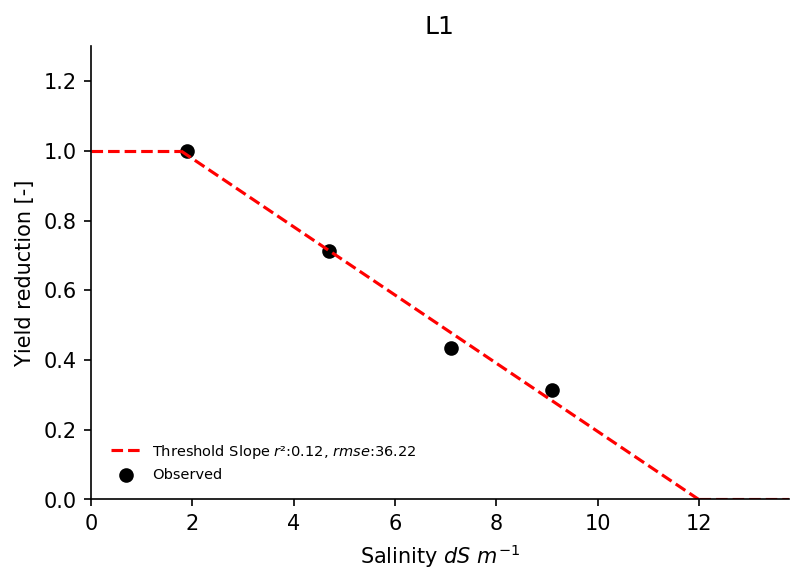 L1
Yield reduction [-]
1.2
1.0
0.8
0.6
0.4
0.2
0.0
Threshold Slope r²:0.12, rmse:36.22
Observed
0 2 4 6 8 10 12
Salinity dS m⁻¹